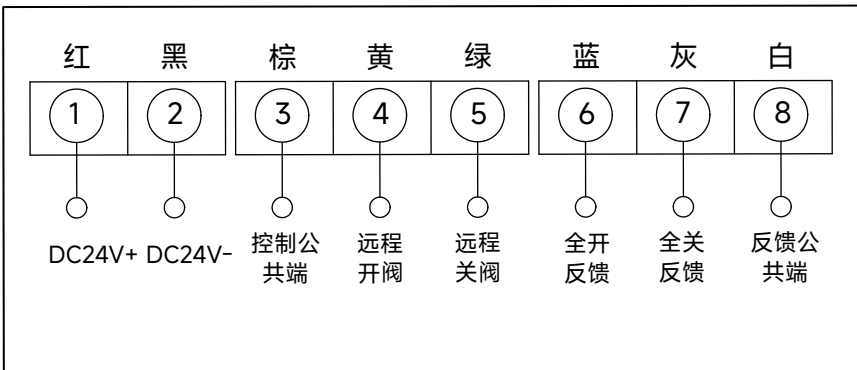 红 黑 棕 黄 绿 蓝 灰 白
1 2 3 4 5 6 7 8
DC24V+ DC24V- 控制公 远程 远程 全开 全关 反馈公
共端 开阀 关阀 反馈 反馈 共端